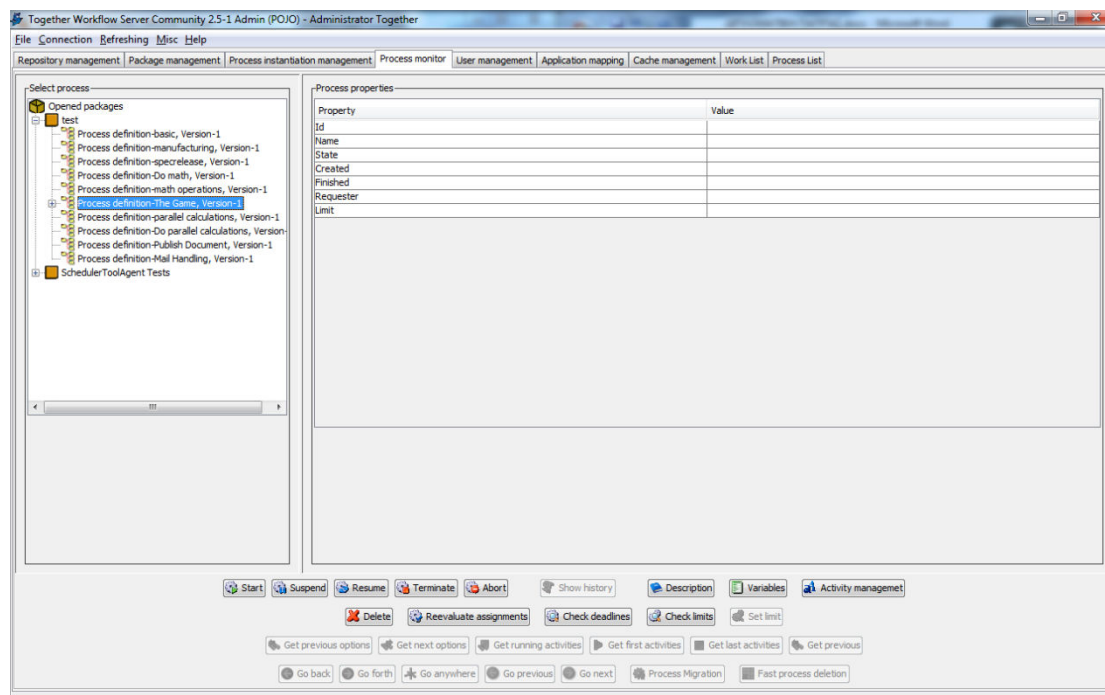 Together Workflow Server Community 2.5-1 Admin (POJO) - Administrator Together
File Connection Refreshing Misc Help
Repository management Package management Process instantiation management Process monitor User management Application mapping Cache management Work List Process List
Select process
Opened packages
test
Process definition-basic, Version-1
Process definition-manufacturing, Version-1
Process definition-specrelease, Version-1
Process definition-Do math, Version-1
Process definition-math operations, Version-1
Process definition-The Game, Version-1
Process definition-parallel calculations, Version-1
Process definition-Do parallel calculations, Version-
Process definition-Publish Document, Version-1
Process definition-Mail Handling, Version-1
SchedulerToolAgent Tests
Process properties
Property Value
Id
Name
State
Created
Finished
Requester
Limit
Start Suspend Resume Terminate Abort Show history Description Variables Activity managemet
Delete Reevaluate assignments Check deadlines Check limits Set limit
Get previous options Get next options Get running activities Get first activities Get last activities Get previous
Go back Go forth Go anywhere Go previous Go next Process Migration Fast process deletion